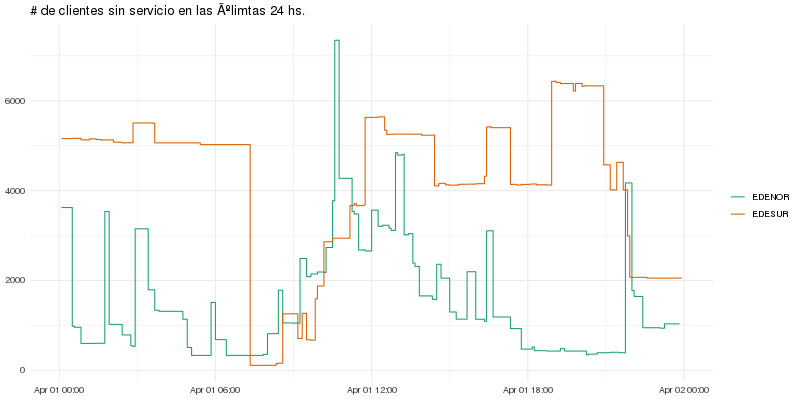 # de clientes sin servicio en las Ãºlimtas 24 hs.
6000
4000
2000
0
Apr 01 00:00
Apr 01 06:00
Apr 01 12:00
Apr 01 18:00
Apr 02 00:00
EDENOR
EDESUR